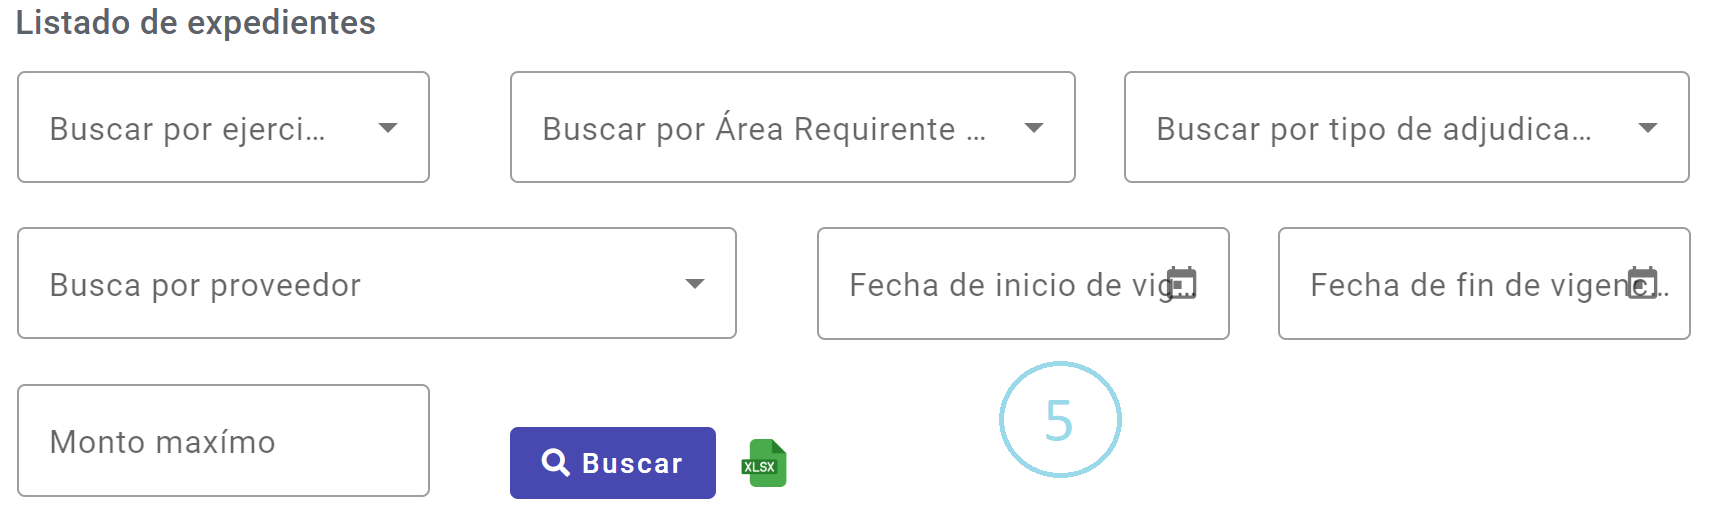 Listado de expedientes
Buscar por ejerci...
Buscar por Área Requirente ...
Buscar por tipo de adjudica...
Busca por proveedor
Fecha de inicio de vig...
Fecha de fin de vigenc...
Monto maxímo
Buscar
XLSX
5